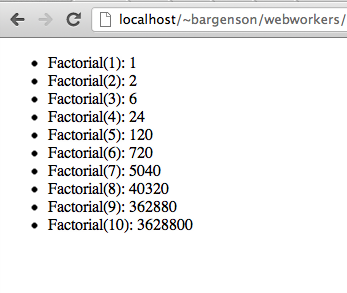 localhost/~bargenson/webworkers/
Factorial(1): 1
Factorial(2): 2
Factorial(3): 6
Factorial(4): 24
Factorial(5): 120
Factorial(6): 720
Factorial(7): 5040
Factorial(8): 40320
Factorial(9): 362880
Factorial(10): 3628800